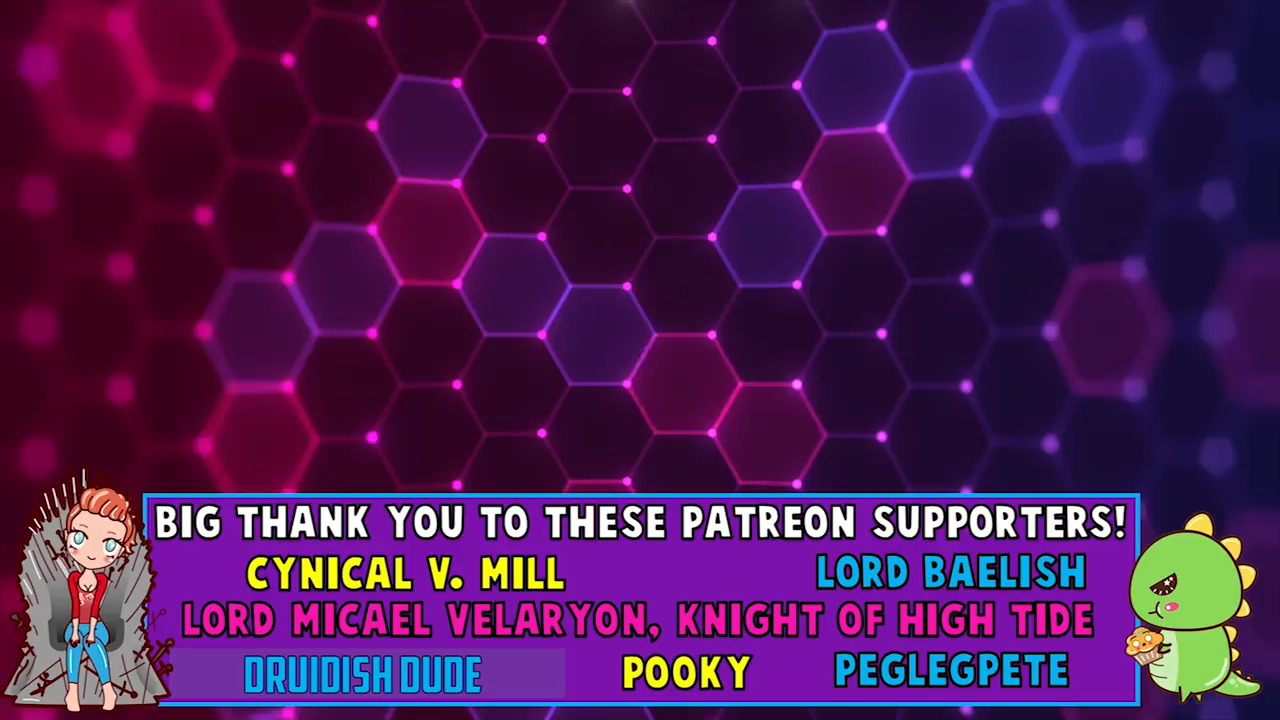 BIG THANK YOU TO THESE PATREON SUPPORTERS!
CYNICAL V. MILL LORD BAELISH
LORD MICAEL VELARYON, KNIGHT OF HIGH TIDE
DRUIDISH DUDE POOKY PEGLEGPETE